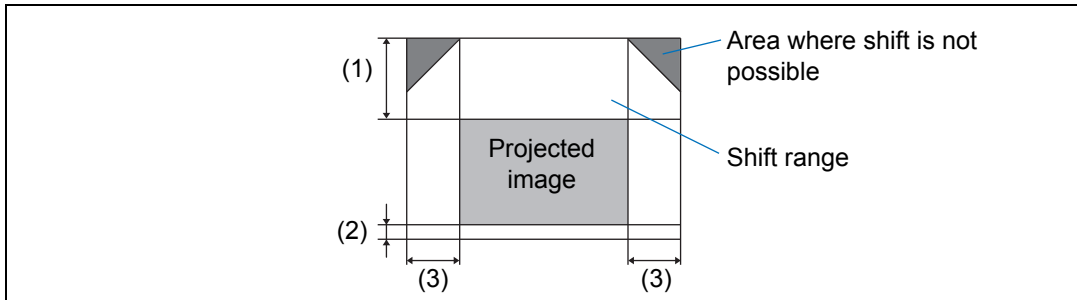 Area where shift is not
possible
(1)
Projected
image
Shift range
(2)
(3)
(3)